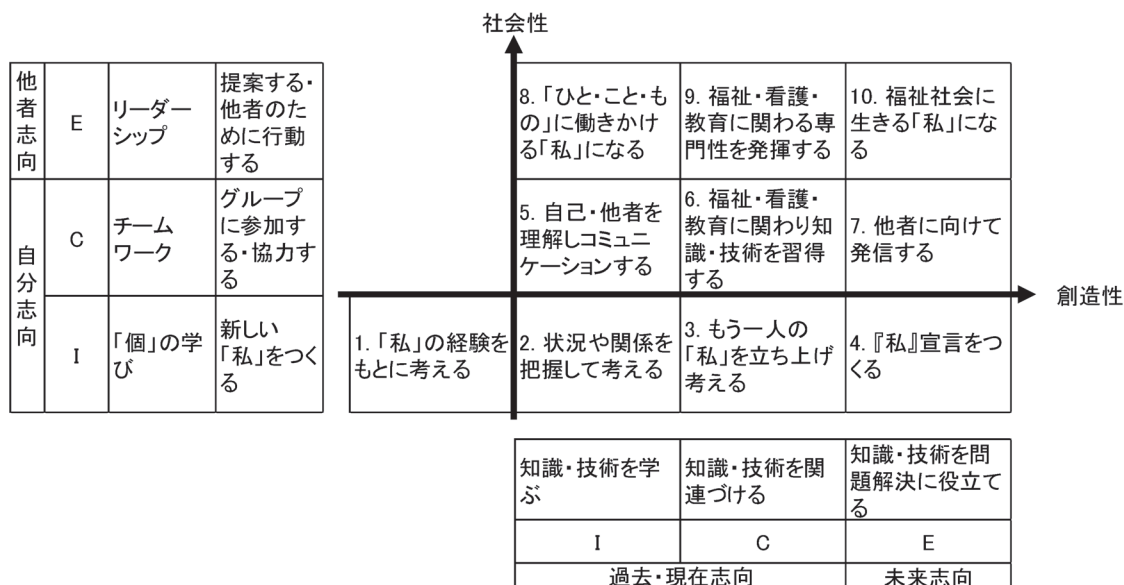 社会性
他者志向
E
リーダー
シップ
提案する・
他者のた
めに行動
する
8. 「ひと・こと・も
の」に働きかけ
る「私」になる
9. 福祉・看護・
教育に関わる専
門性を発揮する
10. 福祉社会に
生きる「私」にな
る
自分志向
C
チーム
ワーク
グループ
に参加す
る・協力す
る
5. 自己・他者を
理解しコミュニ
ケーションする
6. 福祉・看護・
教育に関わり知
識・技術を習得
する
7. 他者に向けて
発信する
創造性
I
「個」の学
び
新しい
「私」をつく
る
1. 「私」の経験を
もとに考える
2. 状況や関係を
把握して考える
3. もう一人の
「私」を立ち上げ
考える
4. 『私』宣言をつ
くる
知識・技術を学
ぶ
知識・技術を関
連づける
知識・技術を問
題解決に役立て
る
I
C
E
過去・現在志向
未来志向